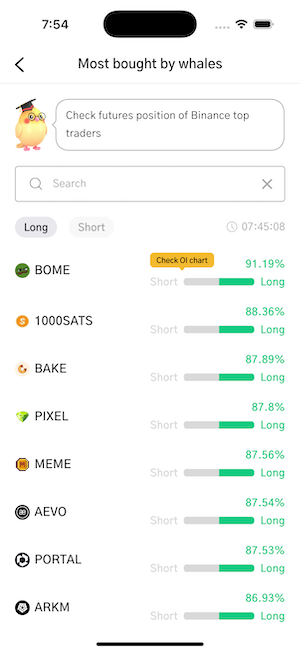 7:54
Most bought by whales
Check futures position of Binance top
traders
Search
Long Short 07:45:08
Check OI chart 91.19%
BOME
Short Long
88.36%
1000SATS
Short Long
87.89%
BAKE
Short Long
87.8%
PIXEL
Short Long
87.56%
MEME
Short Long
87.54%
AEVO
Short Long
87.53%
PORTAL
Short Long
86.93%
ARKM
Short Long